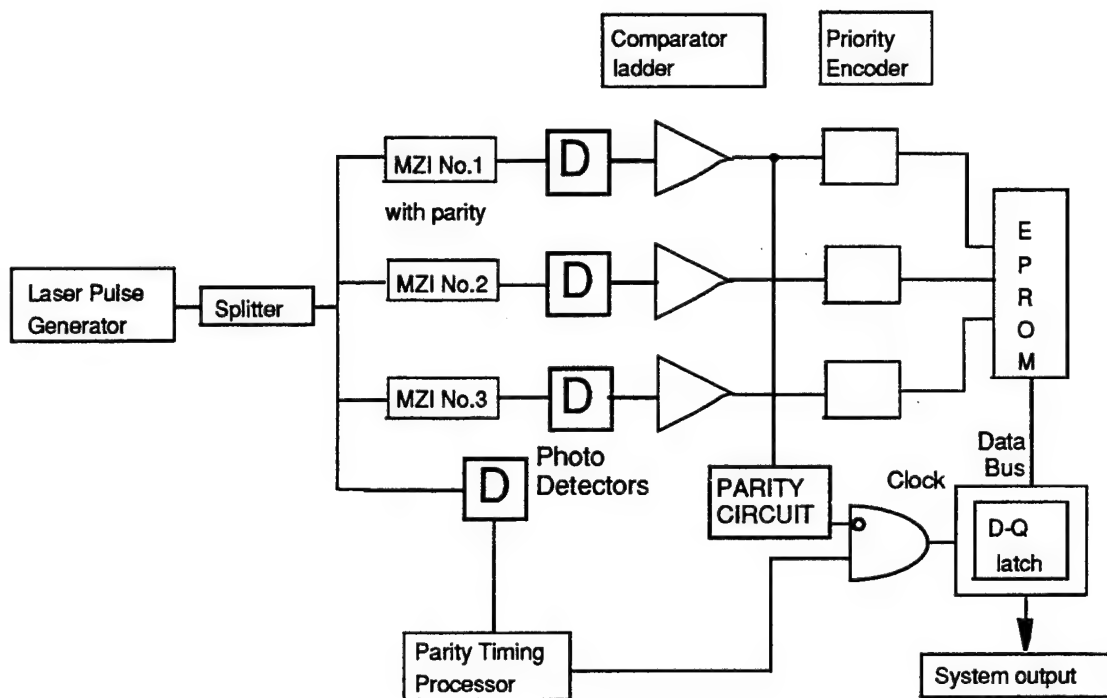 Comparator
ladder
Priority
Encoder
MZI No.1
D
with parity
Laser Pulse
Generator
Splitter
MZI No.2
D
E
P
R
O
M
MZI No.3
D
D
Photo
Detectors
PARITY
CIRCUIT
Clock
Data
Bus
D-Q
latch
Parity Timing
Processor
System output